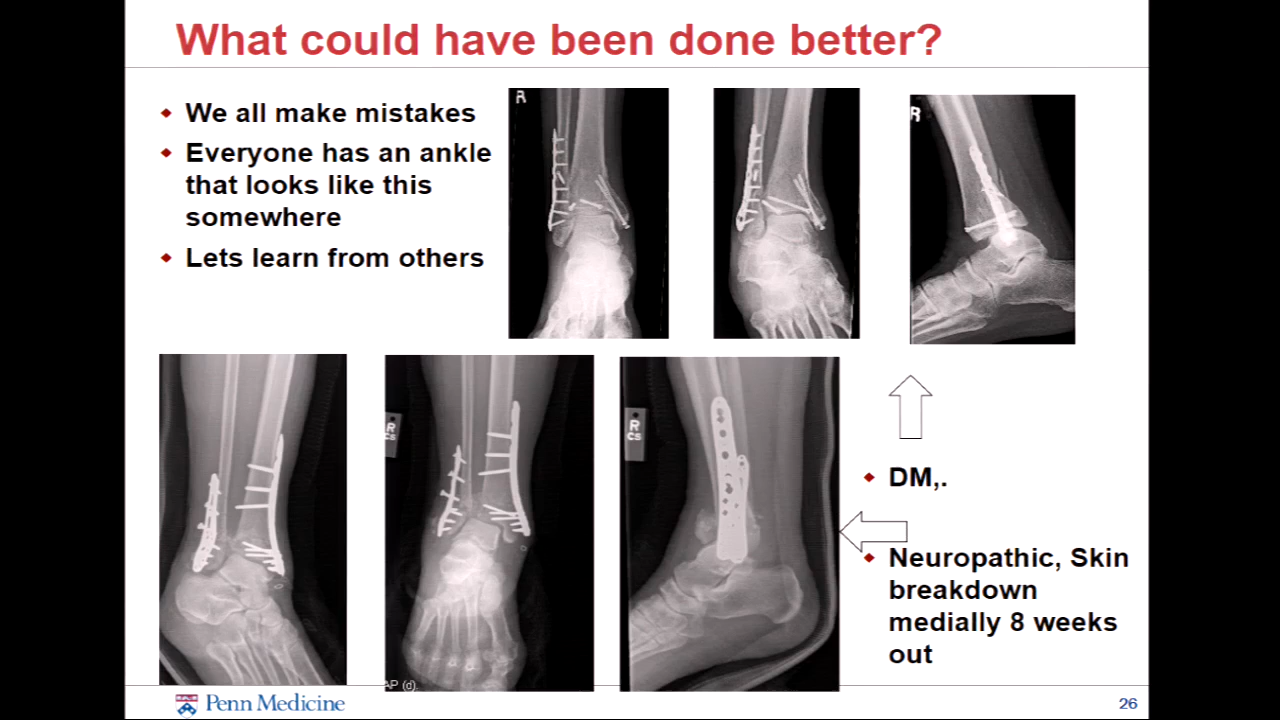 What could have been done better?
We all make mistakes
Everyone has an ankle
that looks like this
somewhere
Lets learn from others
R
R
DM,.
Neuropathic, Skin
breakdown
medially 8 weeks
out
R
CS
R
CS
AP (d)
Penn Medicine
26